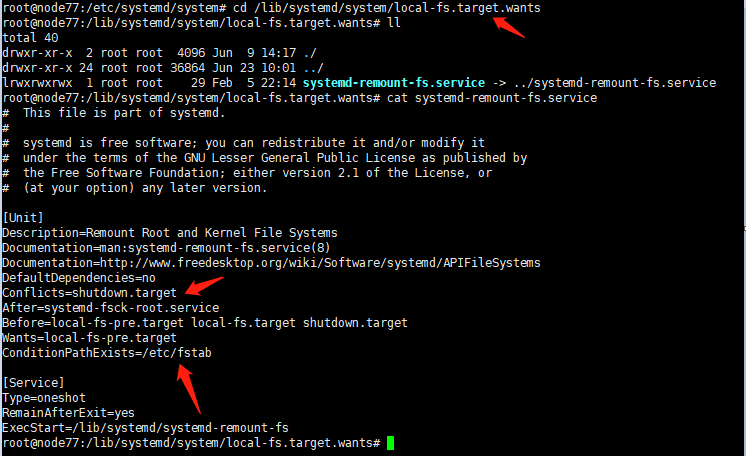 root@node77:/etc/systemd/system# cd /lib/systemd/system/local-fs.target.wants
root@node77:/lib/systemd/system/local-fs.target.wants# ll
total 40
drwxr-xr-x  2 root root  4096 Jun  9 14:17 ./
drwxr-xr-x 24 root root 36864 Jun 23 10:01 ../
lrwxrwxrwx  1 root root    29 Feb  5 22:14 systemd-remount-fs.service -> ../systemd-remount-fs.service
root@node77:/lib/systemd/system/local-fs.target.wants# cat systemd-remount-fs.service
#  This file is part of systemd.
#
#  systemd is free software; you can redistribute it and/or modify it
#  under the terms of the GNU Lesser General Public License as published by
#  the Free Software Foundation; either version 2.1 of the License, or
#  (at your option) any later version.

[Unit]
Description=Remount Root and Kernel File Systems
Documentation=man:systemd-remount-fs.service(8)
Documentation=http://www.freedesktop.org/wiki/Software/systemd/APIFileSystems
DefaultDependencies=no
Conflicts=shutdown.target
After=systemd-fsck-root.service
Before=local-fs-pre.target local-fs.target shutdown.target
Wants=local-fs-pre.target
ConditionPathExists=/etc/fstab

[Service]
Type=oneshot
RemainAfterExit=yes
ExecStart=/lib/systemd/systemd-remount-fs
root@node77:/lib/systemd/system/local-fs.target.wants#